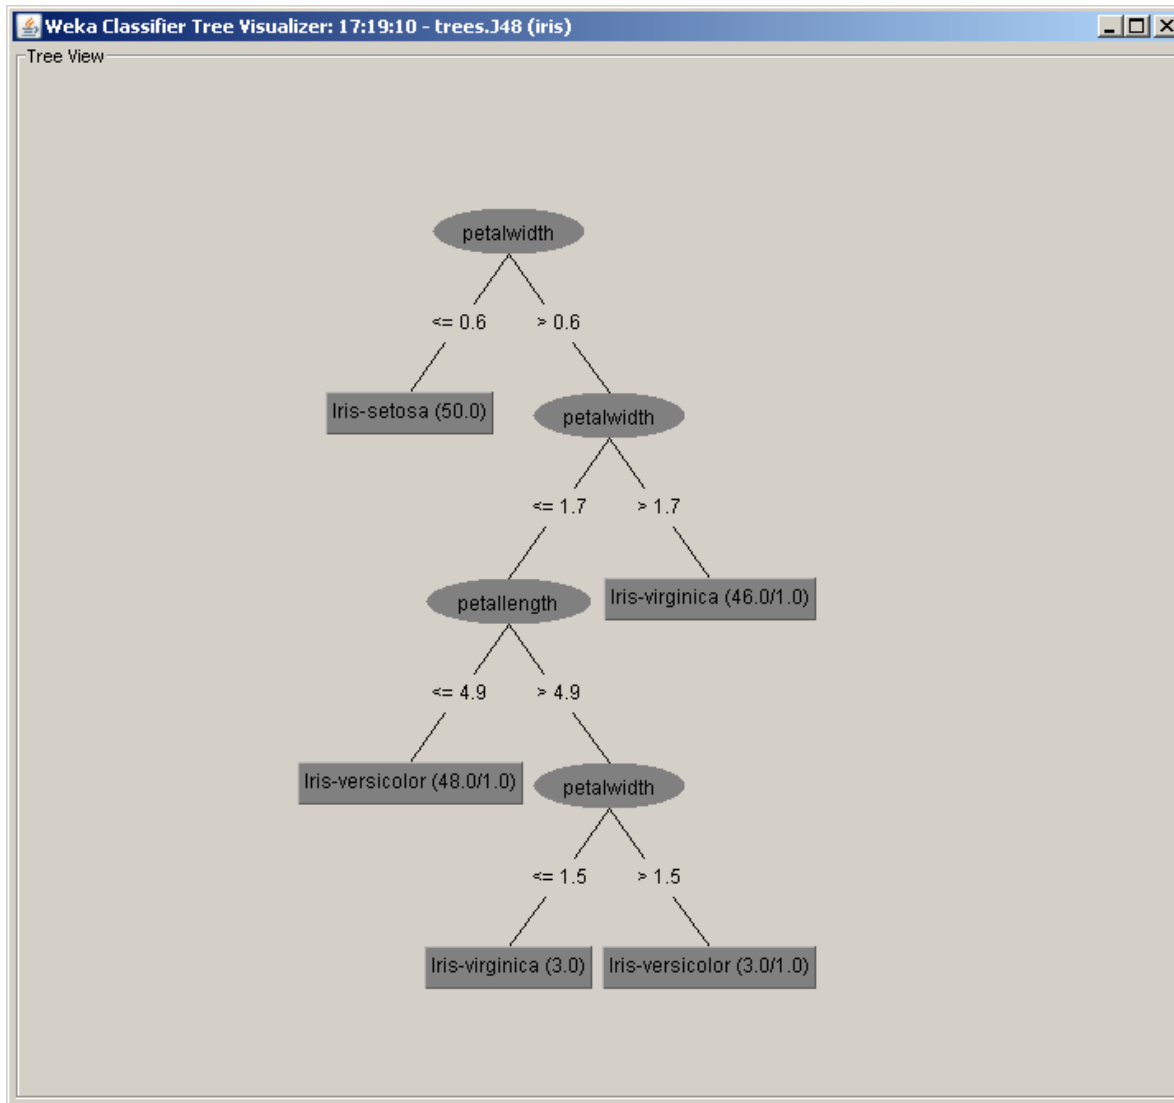 Weka Classifier Tree Visualizer: 17:19:10 - trees.J48 (iris)
Tree View
petalwidth
<= 0.6 > 0.6
Iris-setosa (50.0)
petalwidth
<= 1.7 > 1.7
petallength
Iris-virginica (46.0/1.0)
<= 4.9 > 4.9
Iris-versicolor (48.0/1.0)
petalwidth
<= 1.5 > 1.5
Iris-virginica (3.0)
Iris-versicolor (3.0/1.0)